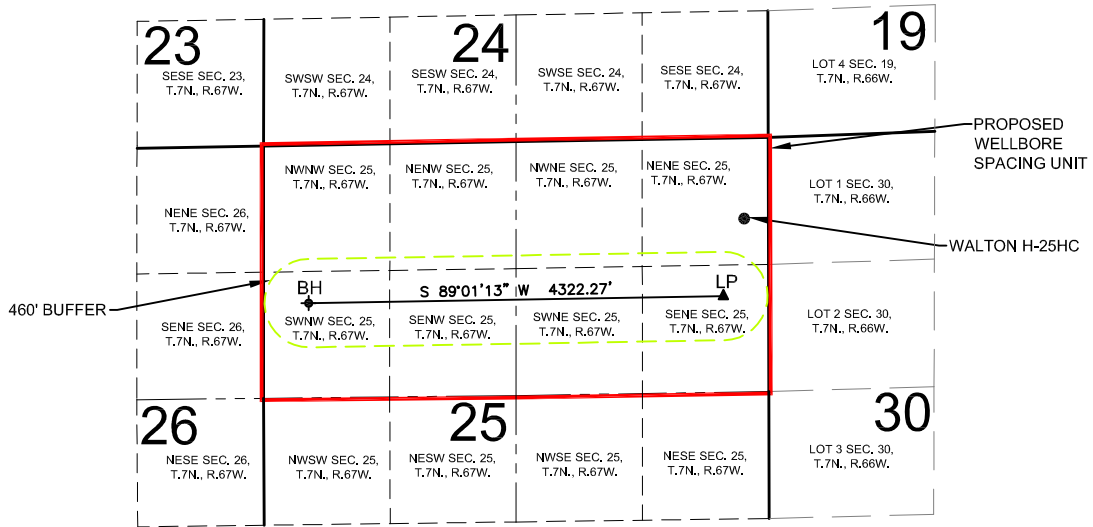 23
24
19
SESE SEC. 23,
T.7N., R.67W.
SWSW SEC. 24,
T.7N., R.67W.
SESW SEC. 24,
T.7N., R.67W.
SWSE SEC. 24,
T.7N., R.67W.
SESE SEC. 24,
T.7N., R.67W.
LOT 4 SEC. 19,
T.7N., R.66W.
PROPOSED
WELLBORE
SPACING UNIT
NENE SEC. 26,
T.7N., R.67W.
NWNW SEC. 25,
T.7N., R.67W.
NENW SEC. 25,
T.7N., R.67W.
NWNE SEC. 25,
T.7N., R.67W.
NENE SEC. 25,
T.7N., R.67W.
LOT 1 SEC. 30,
T.7N., R.66W.
WALTON H-25HC
460' BUFFER
BH
S 89°01'13" W 4322.27'
LP
SENE SEC. 26,
T.7N., R.67W.
SWNW SEC. 25,
T.7N., R.67W.
SENW SEC. 25,
T.7N., R.67W.
SWNE SEC. 25,
T.7N., R.67W.
SENE SEC. 25,
T.7N., R.67W.
LOT 2 SEC. 30,
T.7N., R.66W.
26
25
30
NESE SEC. 26,
T.7N., R.67W.
NWSW SEC. 25,
T.7N., R.67W.
NESW SEC. 25,
T.7N., R.67W.
NWSE SEC. 25,
T.7N., R.67W.
NESE SEC. 25,
T.7N., R.67W.
LOT 3 SEC. 30,
T.7N., R.66W.